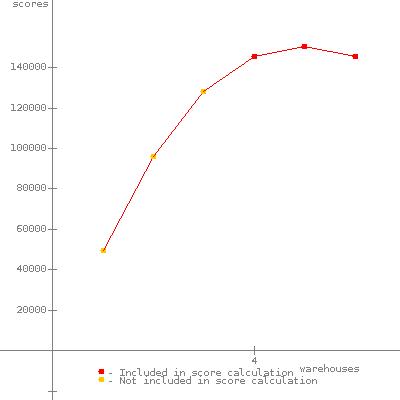 scores
140000
120000
100000
80000
60000
40000
20000
4
warehouses
- Included in score calculation
- Not included in score calculation